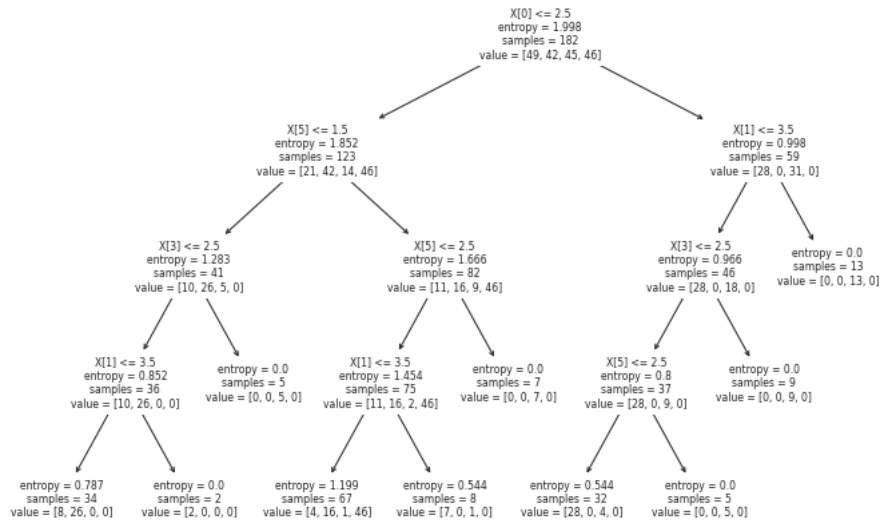 X[0] <= 2.5
entropy = 1.998
samples = 182
value = [49, 42, 45, 46]
X[5] <= 1.5
entropy = 1.852
samples = 123
value = [21, 42, 14, 46]
X[1] <= 3.5
entropy = 0.998
samples = 59
value = [28, 0, 31, 0]
X[3] <= 2.5
entropy = 1.283
samples = 41
value = [10, 26, 5, 0]
X[5] <= 2.5
entropy = 1.666
samples = 82
value = [11, 16, 9, 46]
X[3] <= 2.5
entropy = 0.966
samples = 46
value = [28, 0, 18, 0]
entropy = 0.0
samples = 13
value = [0, 0, 13, 0]
X[1] <= 3.5
entropy = 0.852
samples = 36
value = [10, 26, 0, 0]
entropy = 0.0
samples = 5
value = [0, 0, 5, 0]
X[1] <= 3.5
entropy = 1.454
samples = 75
value = [11, 16, 2, 46]
entropy = 0.0
samples = 7
value = [0, 0, 7, 0]
X[5] <= 2.5
entropy = 0.8
samples = 37
value = [28, 0, 9, 0]
entropy = 0.0
samples = 9
value = [0, 0, 9, 0]
entropy = 0.787
samples = 34
value = [8, 26, 0, 0]
entropy = 0.0
samples = 2
value = [2, 0, 0, 0]
entropy = 1.199
samples = 67
value = [4, 16, 1, 46]
entropy = 0.544
samples = 8
value = [7, 0, 1, 0]
entropy = 0.544
samples = 32
value = [28, 0, 4, 0]
entropy = 0.0
samples = 5
value = [0, 0, 5, 0]